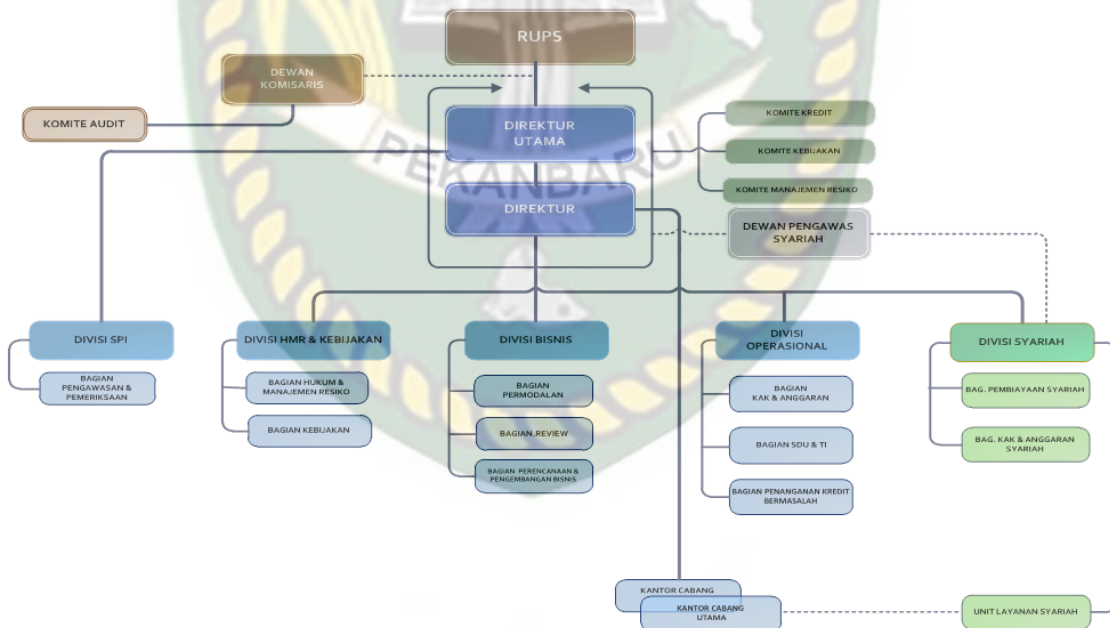 RUPS
DEWAN
KOMISARIS
KOMITE AUDIT
DIREKTUR
UTAMA
KOMITE KREDIT
KOMITE KEBIJAKAN
KOMITE MANAJEMEN RESIKO
PEKANBARU
DIREKTUR
DEWAN PENGAWAS
SYARIAH
DIVISI SPI
BAGIAN
PENGAWASAN &
PEMERIKSAAN
DIVISI HMR & KEBIJAKAN
BAGIAN HUKUM &
MANAJEMEN RESIKO
BAGIAN KEBIJAKAN
DIVISI BISNIS
BAGIAN
PERMODALAN
BAGIAN.REVIEW
BAGIAN PERENCANAAN &
PENGEMBANGAN BISNIS
DIVISI
OPERASIONAL
BAGIAN
KAK & ANGGARAN
BAGIAN SDU & TI
BAGIAN PENANGANAN KREDIT
BERMASALAH
DIVISI SYARIAH
BAG. PEMBIAYAAN SYARIAH
BAG. KAK & ANGGARAN
SYARIAH
KANTOR CABANG
KANTOR CABANG
UTAMA
UNIT LAYANAN SYARIAH